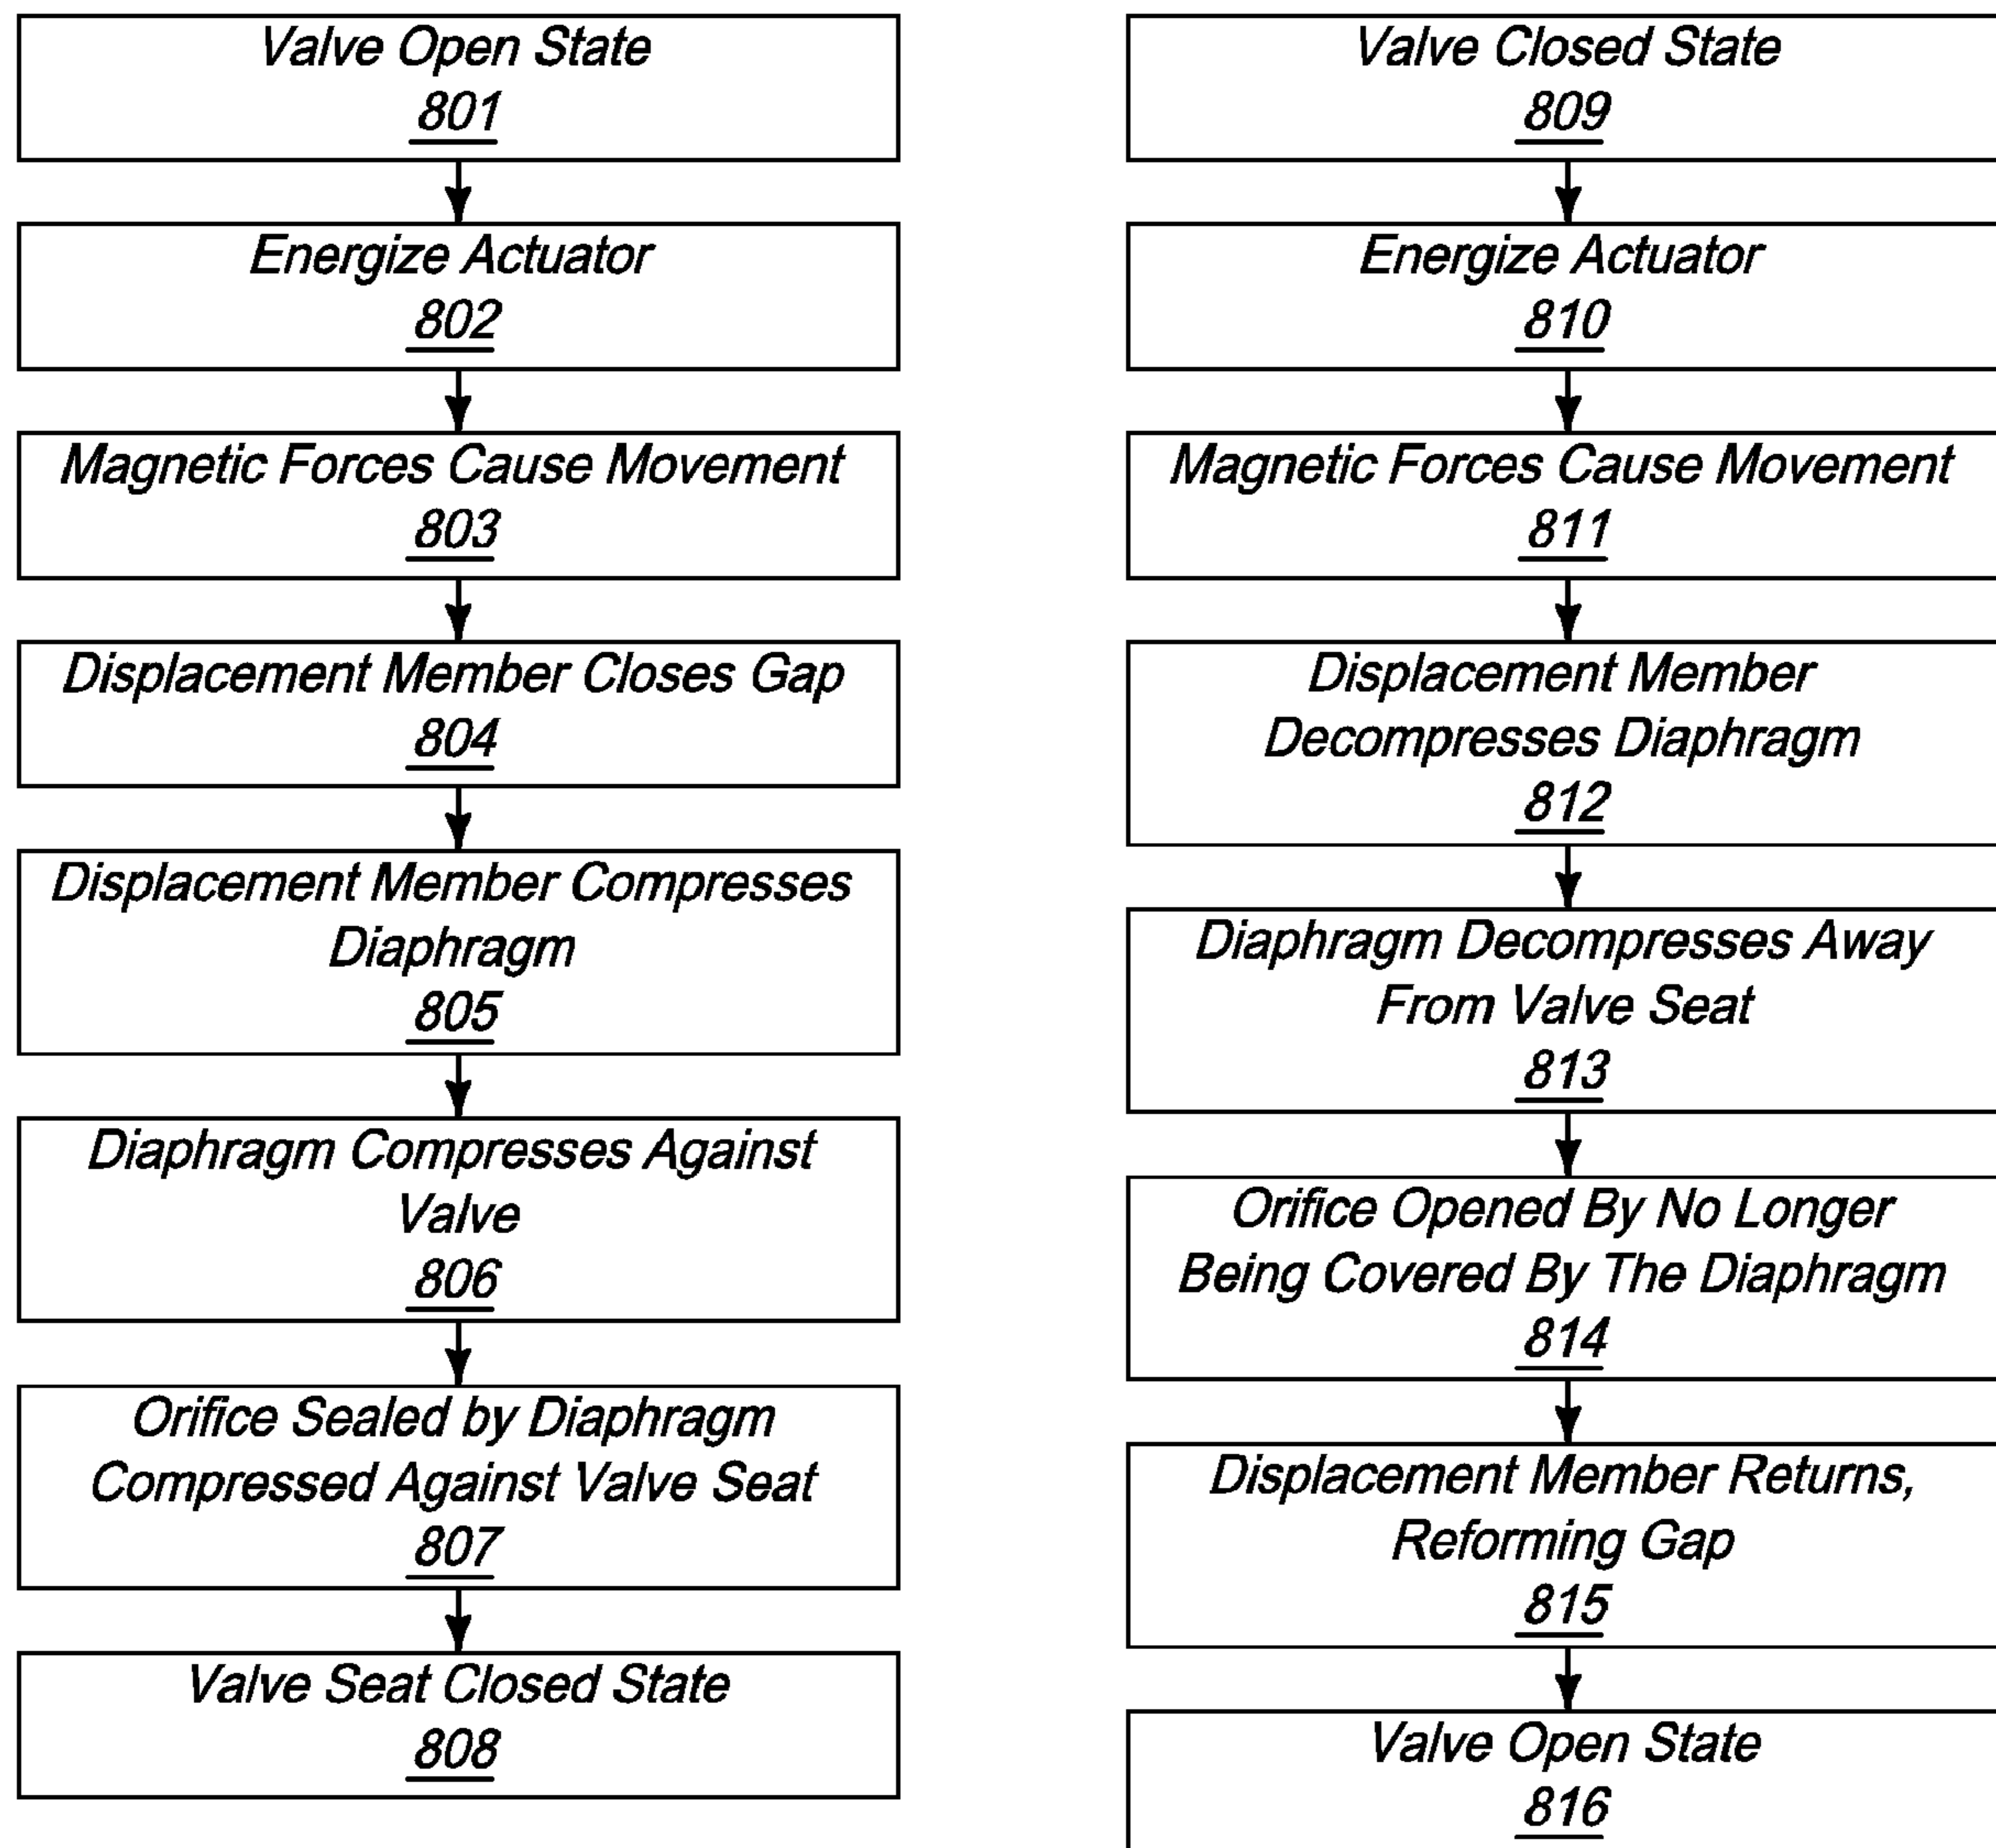 Valve Open State
801
Energize Actuator
802
Magnetic Forces Cause Movement
803
Displacement Member Closes Gap
804
Displacement Member Compresses
Diaphragm
805
Diaphragm Compresses Against
Valve
806
Orifice Sealed by Diaphragm
Compressed Against Valve Seat
807
Valve Seat Closed State
808
Valve Closed State
809
Energize Actuator
810
Magnetic Forces Cause Movement
811
Displacement Member
Decompresses Diaphragm
812
Diaphragm Decompresses Away
From Valve Seat
813
Orifice Opened By No Longer
Being Covered By The Diaphragm
814
Displacement Member Returns,
Reforming Gap
815
Valve Open State
816